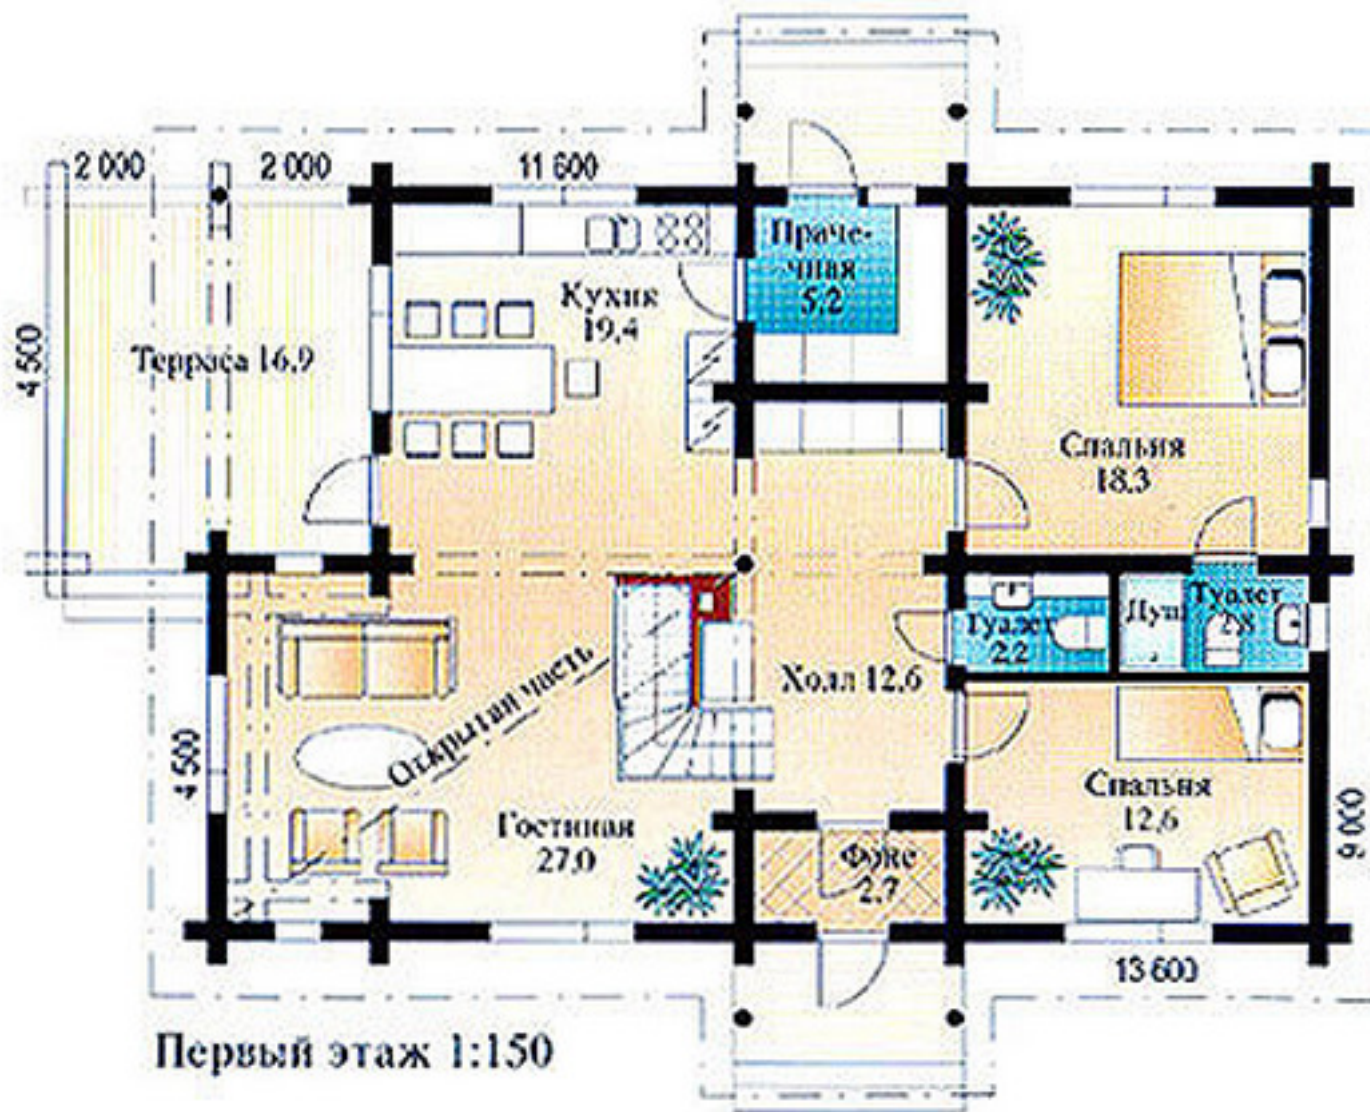 2 000
2 000
11 600
Праче-
чная
5,2
Кухня
19,4
4 500
Терраса 16,9
Спальня
18.3
Туалет
2,2
Душ
Туалет
2,8
Холл 12,6
Открытая часть
4 500
Спальня
12,6
Гостиная
27,0
Фойе
2,7
9 000
13 600
Первый этаж 1:150